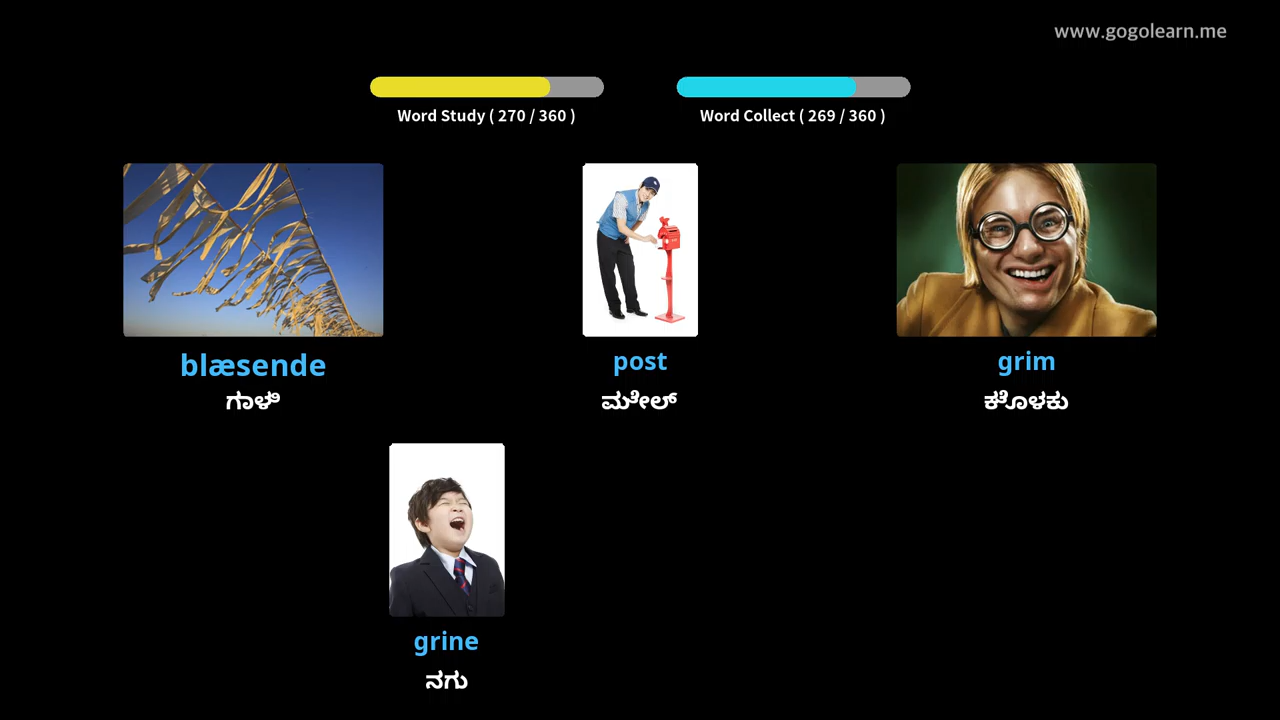 www.gogolearn.me
Word Study ( 270 / 360 )
Word Collect ( 269 / 360 )
blæsende
post
grim
ಗಾಳಿ
ಮೇಲ್
ಕೊಳಕು
grine
ನಗು